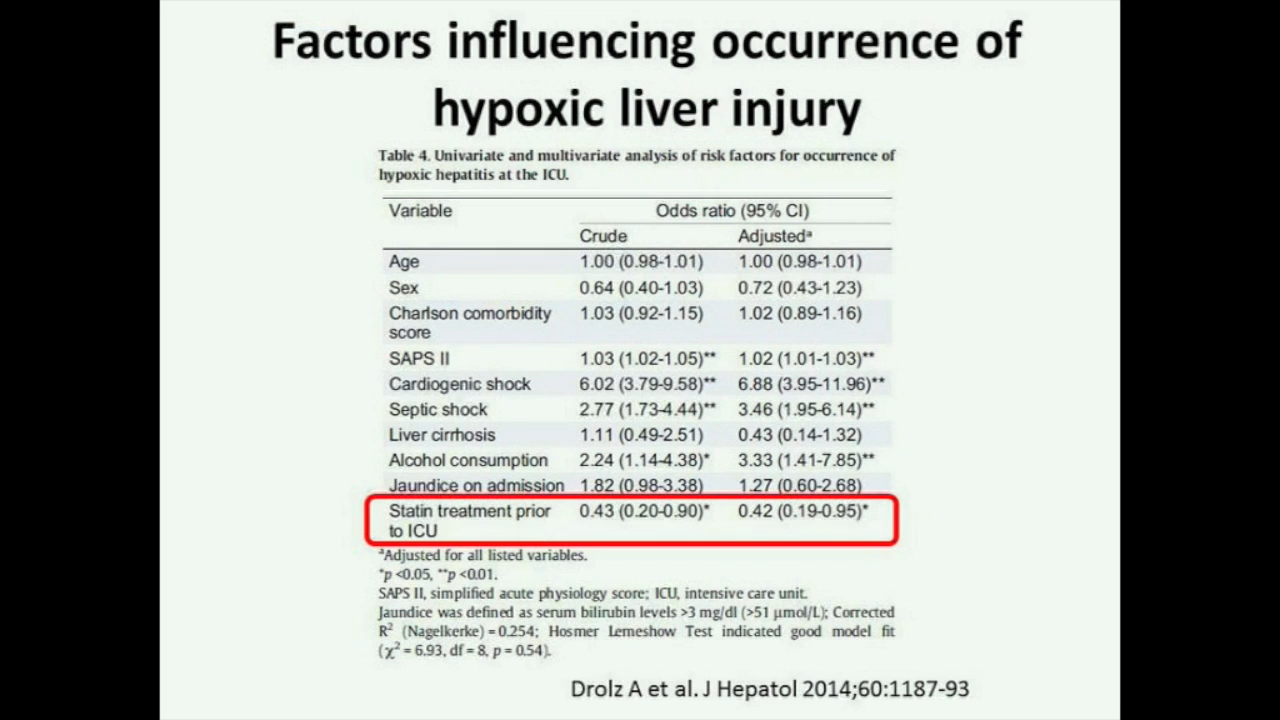 Factors influencing occurrence of
hypoxic liver injury
Table 4. Univariate and multivariate analysis of risk factors for occurrence of
hypoxic hepatitis at the ICU.
Variable Odds ratio (95% CI)
Crude Adjustedᵃ
Age 1.00 (0.98-1.01) 1.00 (0.98-1.01)
Sex 0.64 (0.40-1.03) 0.72 (0.43-1.23)
Charlson comorbidity 1.03 (0.92-1.15) 1.02 (0.89-1.16)
score
SAPS II 1.03 (1.02-1.05)** 1.02 (1.01-1.03)**
Cardiogenic shock 6.02 (3.79-9.58)** 6.88 (3.95-11.96)**
Septic shock 2.77 (1.73-4.44)** 3.46 (1.95-6.14)**
Liver cirrhosis 1.11 (0.49-2.51) 0.43 (0.14-1.32)
Alcohol consumption 2.24 (1.14-4.38)* 3.33 (1.41-7.85)**
Jaundice on admission 1.82 (0.98-3.38) 1.27 (0.60-2.68)
Statin treatment prior 0.43 (0.20-0.90)* 0.42 (0.19-0.95)*
to ICU
ᵃAdjusted for all listed variables.
*p <0.05, **p <0.01.
SAPS II, simplified acute physiology score; ICU, intensive care unit.
Jaundice was defined as serum bilirubin levels >3 mg/dl (>51 μmol/L); Corrected
R² (Nagelkerke) = 0.254; Hosmer Lemeshow Test indicated good model fit
(χ² = 6.93, df = 8, p = 0.54).
Drolz A et al. J Hepatol 2014;60:1187-93